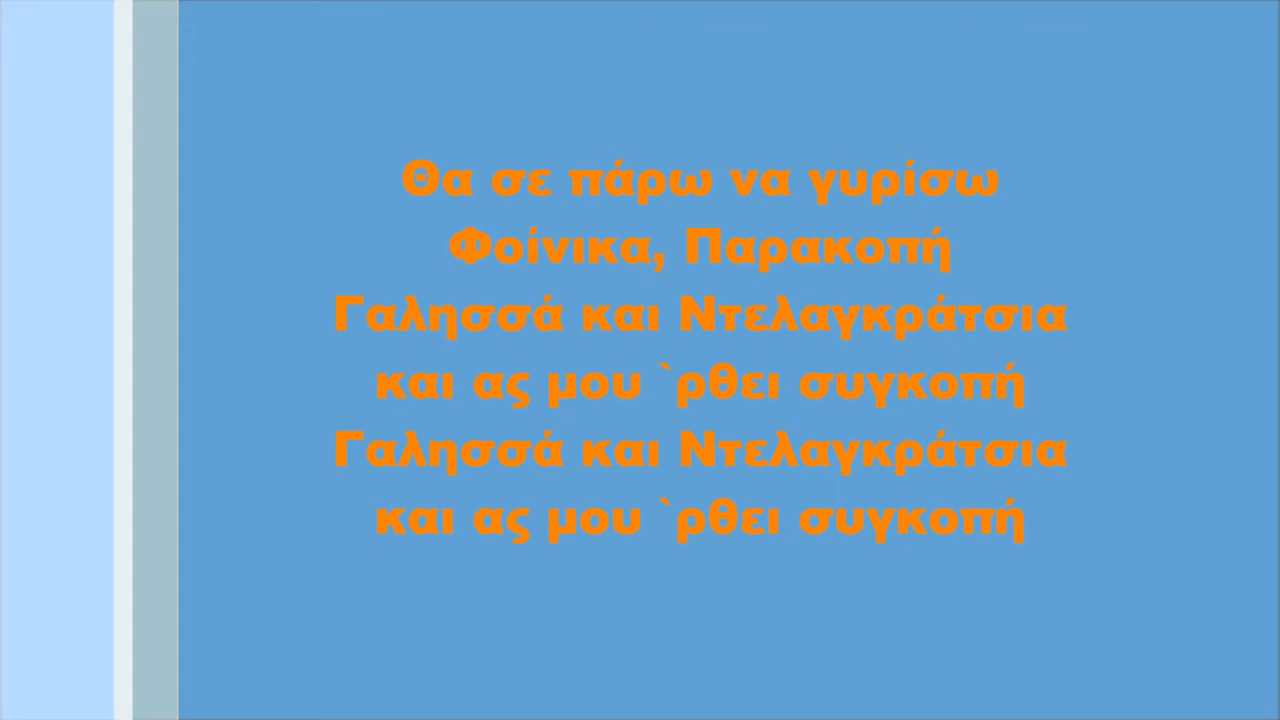 Θα σε πάρω να γυρίσω
Φοίνικα, Παρακοπή
Γαλησσά και Ντελαγκράτσια
και ας μου `ρθει συγκοπή
Γαλησσά και Ντελαγκράτσια
και ας μου `ρθει συγκοπή